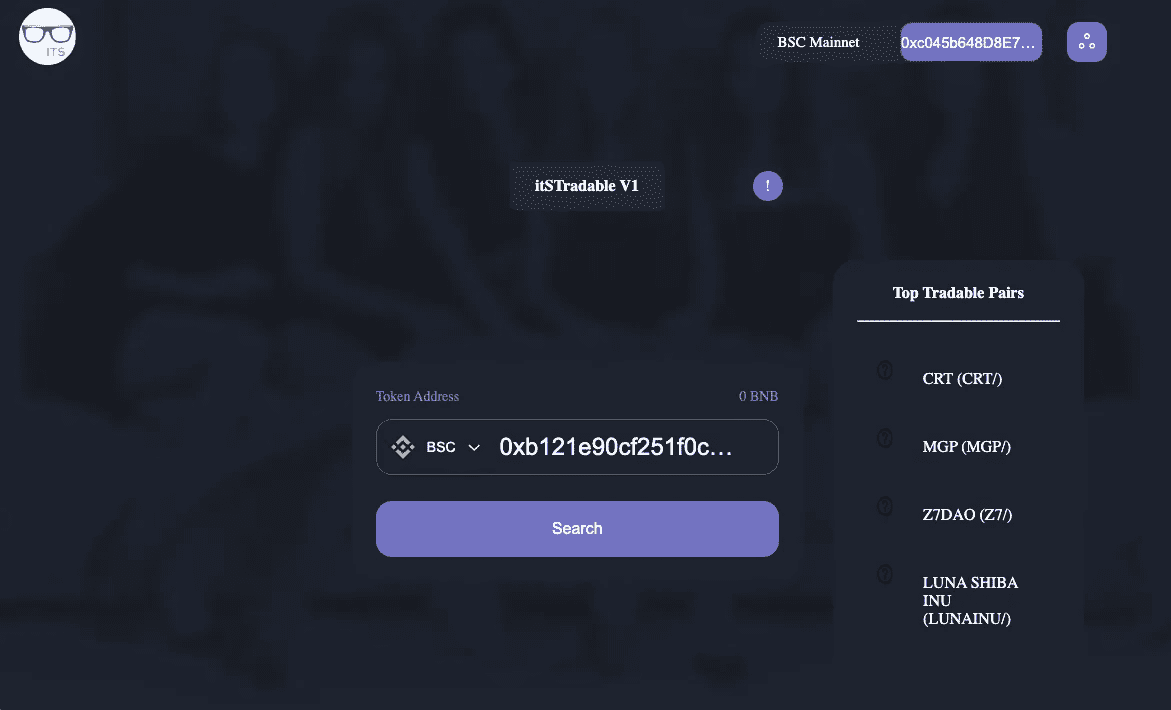 ITS
BSC Mainnet
0xc045b648D8E7...
itSTradable V1
!
Top Tradable Pairs
CRT (CRT/)
MGP (MGP/)
Z7DAO (Z7/)
LUNA SHIBA
INU
(LUNAINU/)
Token Address
0 BNB
BSC
0xb121e90cf251f0c...
Search